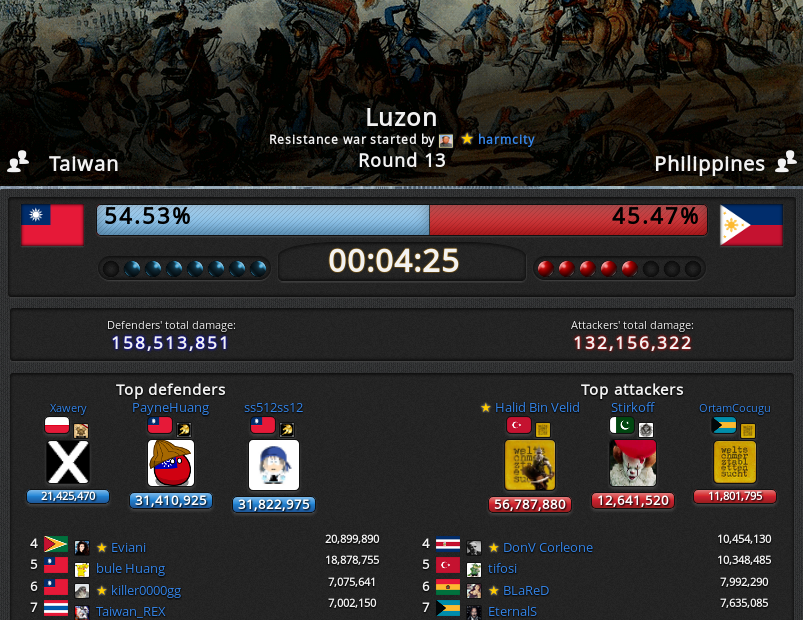 Luzon
Resistance war started by harmcity
Round 13
Taiwan
Philippines
54.53%
45.47%
00:04:25
Defenders' total damage:
158,513,851
Attackers' total damage:
132,156,322
Top defenders
Xawery
PayneHuang
ss512ss12
21,425,470
31,410,925
31,822,975
4 Eviani 20,899,890
5 bule Huang 18,878,755
6 killer0000gg 7,075,641
7 Taiwan_REX 7,002,150
Top attackers
Halid Bin Velid
Stirkoff
OrtamCocugu
welts
chmer
zstabl
etten
sucht
56,787,880
12,641,520
11,801,795
4 DonV Corleone 10,454,130
5 tifosi 10,348,485
6 BLaReD 7,992,290
7 EternalS 7,635,085